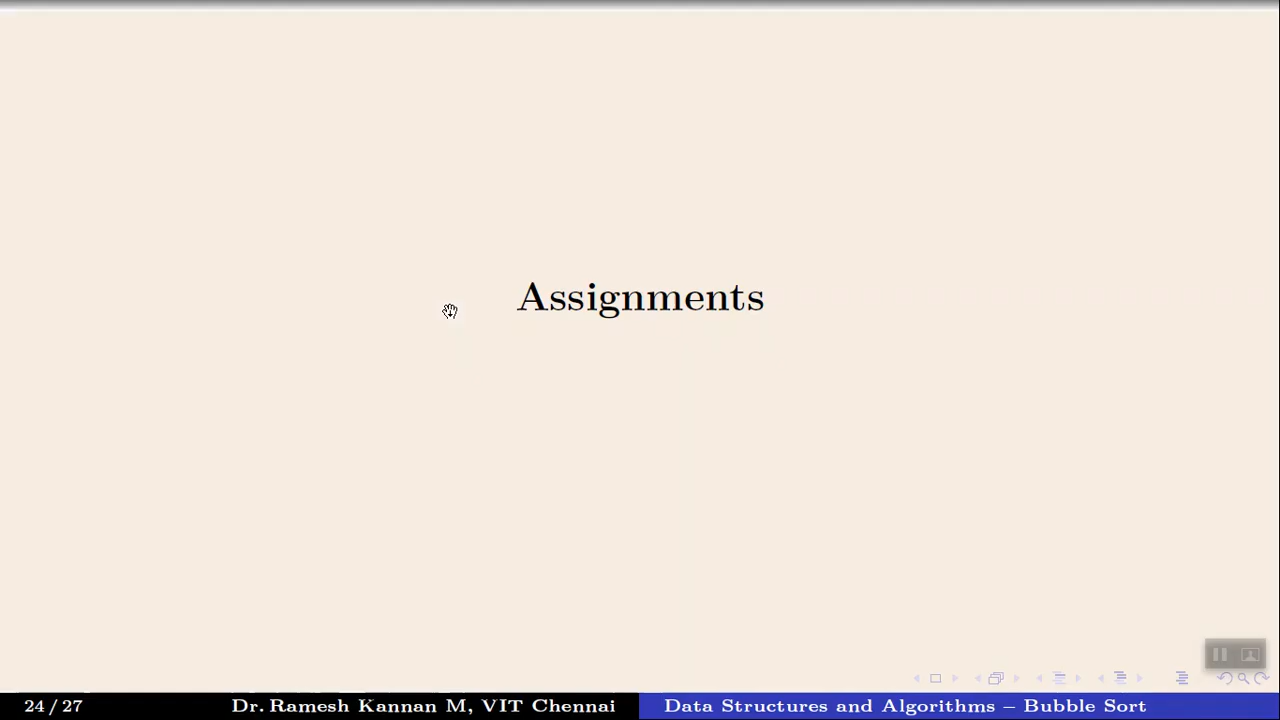 Assignments
24 / 27 Dr. Ramesh Kannan M, VIT Chennai Data Structures and Algorithms – Bubble Sort